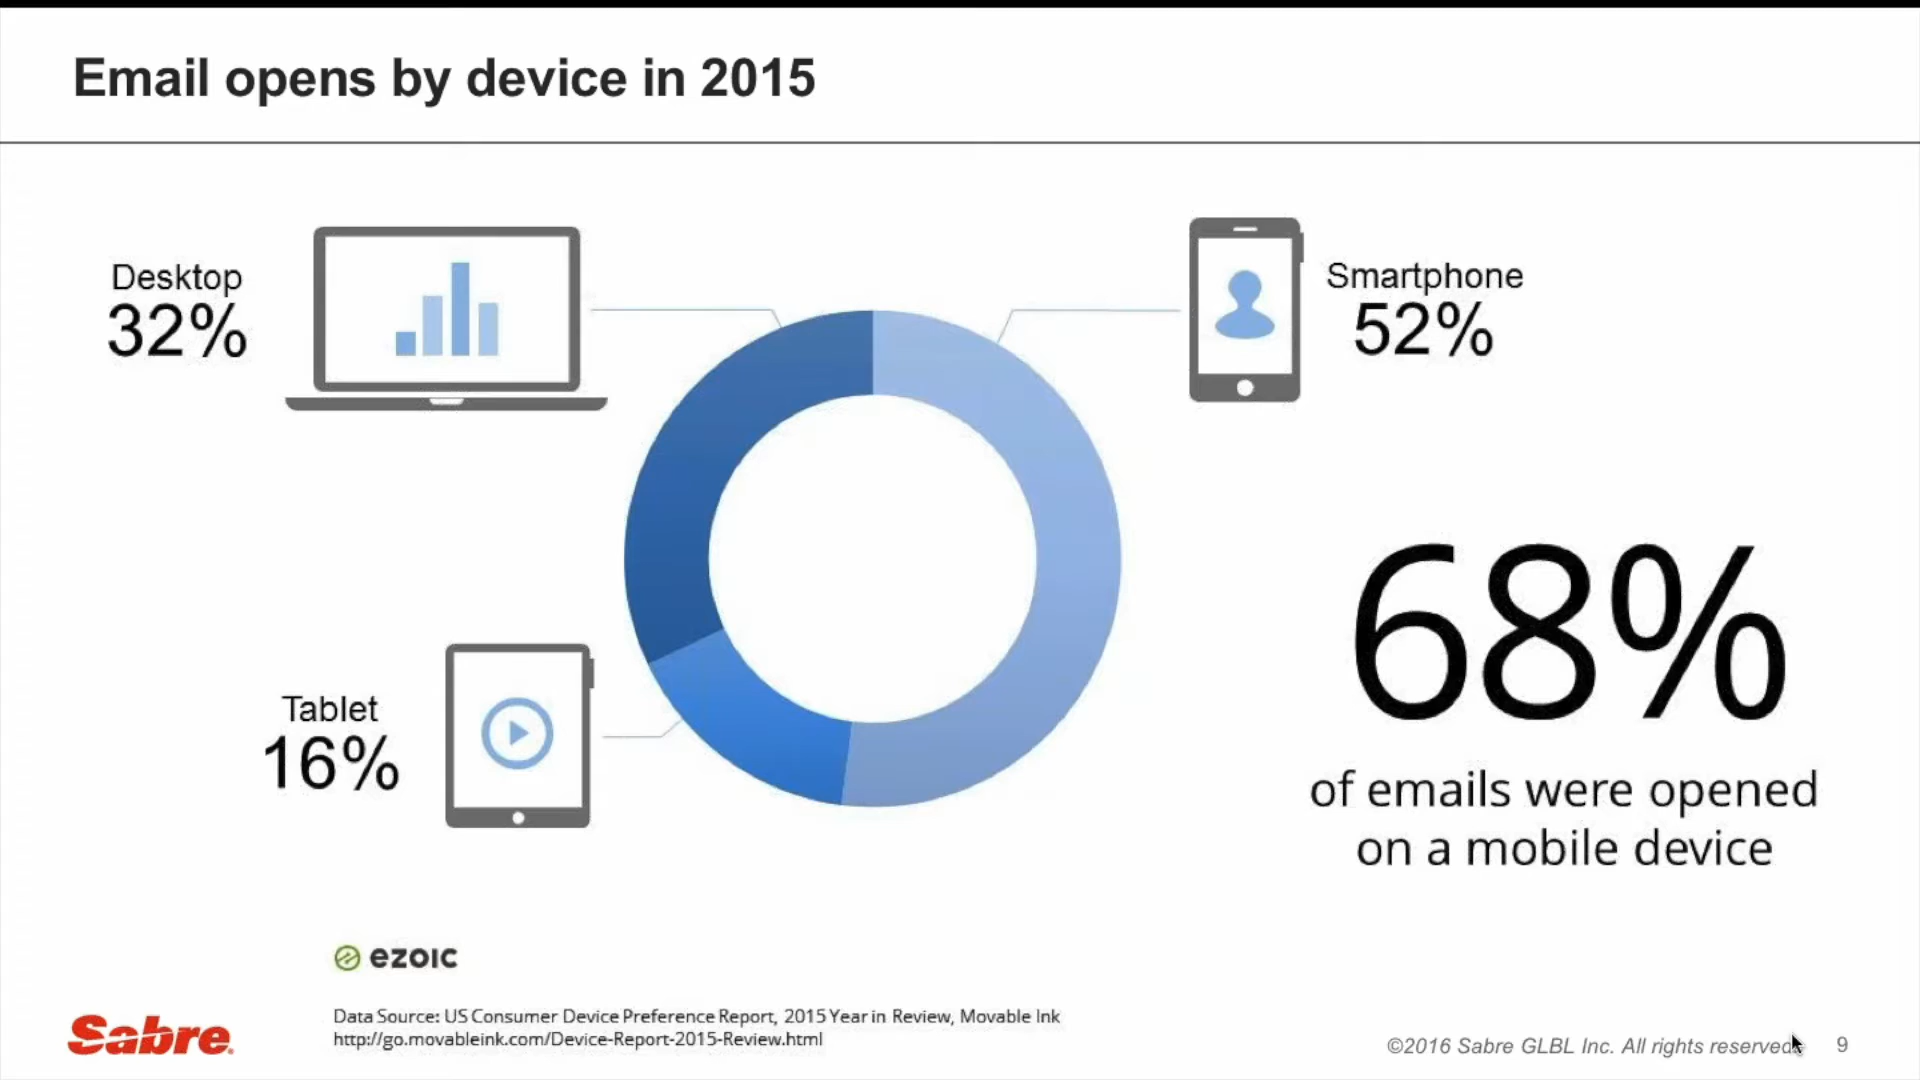 Email opens by device in 2015
Desktop
32%
Smartphone
52%
68%
of emails were opened
on a mobile device
Tablet
16%
ezoic
Sabre
Data Source: US Consumer Device Preference Report, 2015 Year in Review, Movable Ink
http://go.movableink.com/Device-Report-2015-Review.html
©2016 Sabre GLBL Inc. All rights reserved.
9